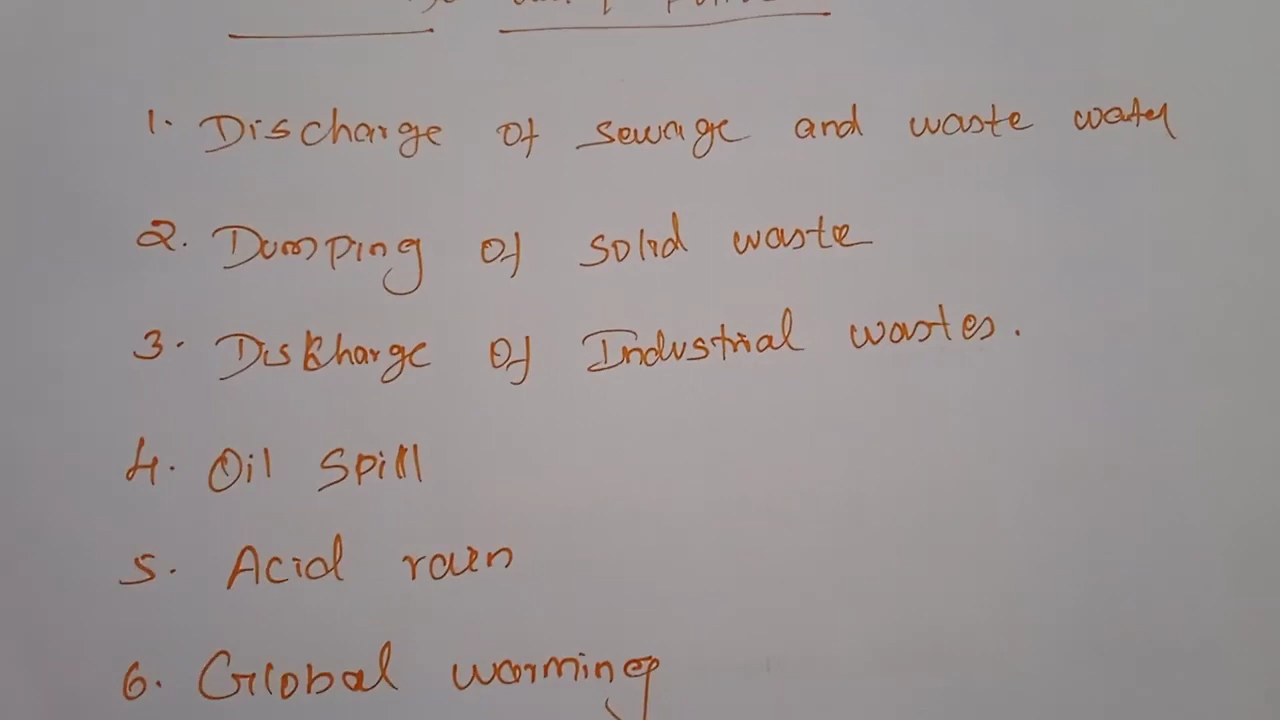 1. Discharge of sewage and waste water
2. Dumping of solid waste
3. Discharge of Industrial wastes.
4. Oil Spill
5. Acid rain
6. Global warming